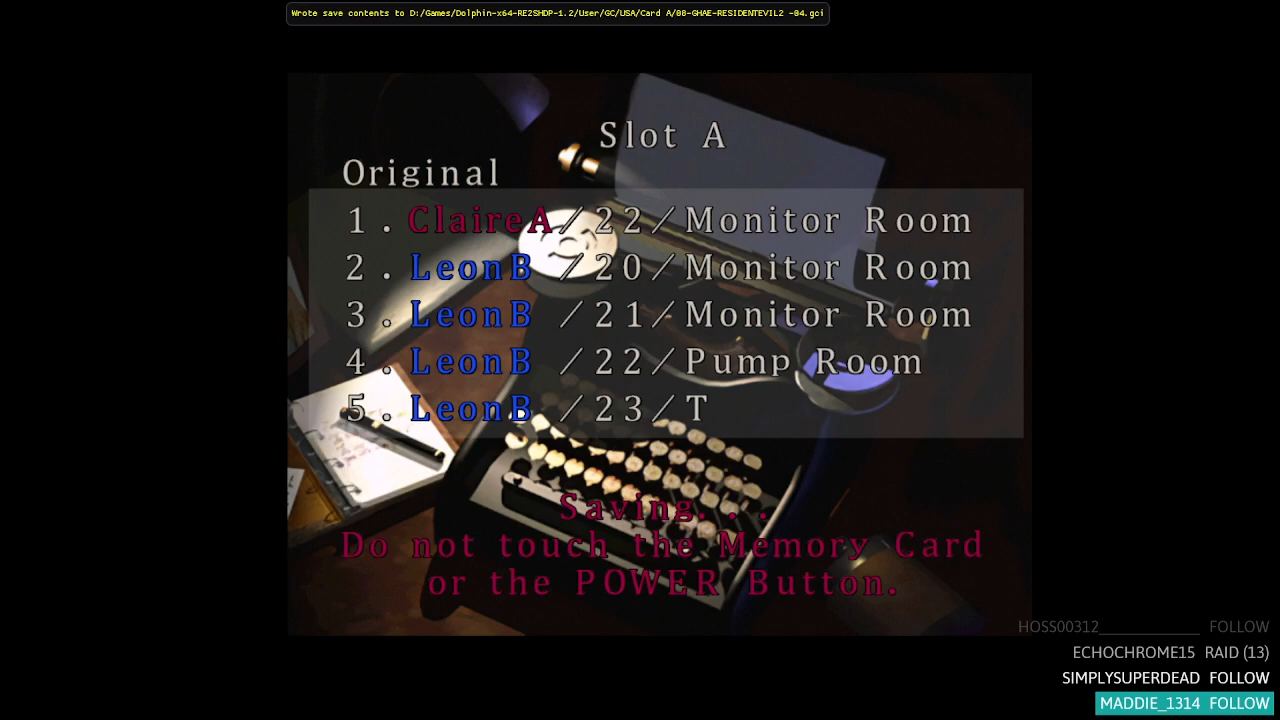 Wrote save contents to D:/Games/Dolphin-x64-RE2SHDP-1.2/User/GC/USA/Card A/08-GHAE-RESIDENTEVIL2 -04.gci
Slot A
Original
1. ClaireA/22/Monitor Room
2. LeonB /20/Monitor Room
3. LeonB /21/Monitor Room
4. LeonB /22/Pump Room
5. LeonB /23/T
Saving. . .
Do not touch the Memory Card
or the POWER Button.
HOSS00312____________ FOLLOW
ECHOCHROME15 RAID (13)
SIMPLYSUPERDEAD FOLLOW
MADDIE_1314 FOLLOW